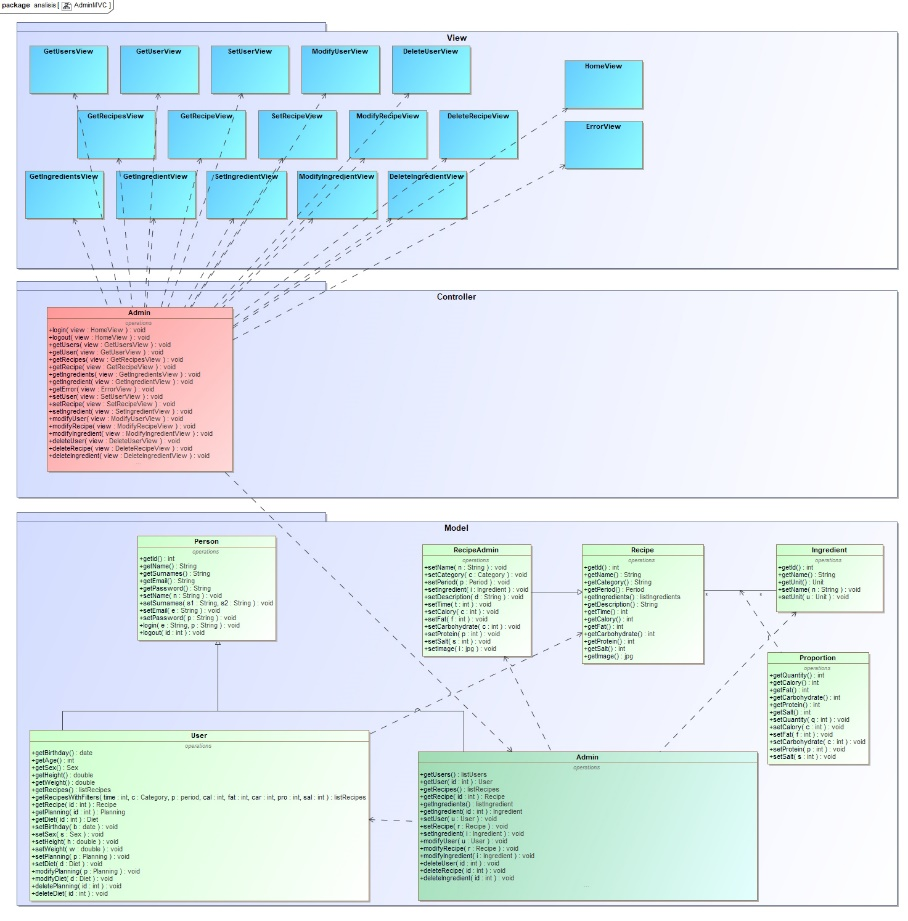 package analisis [ AdminMVC ]
View
GetUsersView
GetUserView
SetUserView
ModifyUserView
DeleteUserView
HomeView
GetRecipesView
GetRecipeView
SetRecipeView
ModifyRecipeView
DeleteRecipeView
ErrorView
GetIngredientsView
GetIngredientView
SetIngredientView
ModifyIngredientView
DeleteIngredientView
Controller
Admin
operations
+login( view : HomeView ) : void
+logout( view : HomeView ) : void
+getUsers( view : GetUsersView ) : void
+getUser( view : GetUserView ) : void
+getRecipes( view : GetRecipesView ) : void
+getRecipe( view : GetRecipeView ) : void
+getIngredients( view : GetIngredientsView ) : void
+getIngredient( view : GetIngredientView ) : void
+getError( view : ErrorView ) : void
+setUser( view : SetUserView ) : void
+setRecipe( view : SetRecipeView ) : void
+setIngredient( view : SetIngredientView ) : void
+modifyUser( view : ModifyUserView ) : void
+modifyRecipe( view : ModifyRecipeView ) : void
+modifyIngredient( view : ModifyIngredientView ) : void
+deleteUser( view : DeleteUserView ) : void
+deleteRecipe( view : DeleteRecipeView ) : void
+deleteIngredient( view : DeleteIngredientView ) : void
Model
Person
operations
+getId() : int
+getName() : String
+getSurnames() : String
+getEmail() : String
+getPassword() : String
+setName( n : String ) : void
+setSurnames( s1 : String, s2 : String ) : void
+setEmail( e : String ) : void
+setPassword( p : String ) : void
+login( e : String, p : String ) : void
+logout( id : int ) : void
RecipeAdmin
operations
+setName( n : String ) : void
+setCategory( c : Category ) : void
+setPeriod( p : Period ) : void
+setIngredient( i : Ingredient ) : void
+setDescription( d : String ) : void
+setTime( t : int ) : void
+setCalory( c : int ) : void
+setFat( f : int ) : void
+setCarbohydrate( c : int ) : void
+setProtein( p : int ) : void
+setSalt( s : int ) : void
+setImage( i : jpg ) : void
Recipe
operations
+getId() : int
+getName() : String
+getCategory() : String
+getPeriod() : Period
+getIngredients() : listIngredients
+getDescription() : String
+getTime() : int
+getCalory() : int
+getFat() : int
+getCarbohydrate() : int
+getProtein() : int
+getSalt() : int
+getImage() : jpg
Ingredient
operations
+getId() : int
+getName() : String
+getUnit() : Unit
+setName( n : String ) : void
+setUnit( u : Unit ) : void
Proportion
operations
+getQuantity() : int
+getCalory() : int
+getFat() : int
+getCarbohydrate() : int
+getProtein() : int
+getSalt() : int
+setQuantity( q : int ) : void
+setCalory( c : int ) : void
+setFat( f : int ) : void
+setCarbohydrate( c : int ) : void
+setProtein( p : int ) : void
+setSalt( s : int ) : void
User
operations
+getBirthday() : date
+getAge() : int
+getSex() : Sex
+getHeight() : double
+getWeight() : double
+getRecipes() : listRecipes
+getRecipesWithFilters( time : int, c : Category, p : period, cal : int, fat : int, car : int, pro : int, sal : int ) : listRecipes
+getRecipe( id : int ) : Recipe
+getPlanning( id : int ) : Planning
+getDiet( id : int ) : Diet
+setBirthday( b : date ) : void
+setSex( s : Sex ) : void
+setHeight( h : double ) : void
+setWeight( w : double ) : void
+setPlanning( p : Planning ) : void
+setDiet( d : Diet ) : void
+modifyPlanning( p : Planning ) : void
+modifyDiet( d : Diet ) : void
+deletePlanning( id : int ) : void
+deleteDiet( id : int ) : void
Admin
operations
+getUsers() : listUsers
+getUser( id : int ) : User
+getRecipes() : listRecipes
+getRecipe( id : int ) : Recipe
+getIngredients() : listIngredient
+getIngredient( id : int ) : Ingredient
+setUser( u : User ) : void
+setRecipe( r : Recipe ) : void
+setIngredient( i : Ingredient ) : void
+modifyUser( u : User ) : void
+modifyRecipe( r : Recipe ) : void
+modifyIngredient( i : Ingredient ) : void
+deleteUser( id : int ) : void
+deleteRecipe( id : int ) : void
+deleteIngredient( id : int ) : void